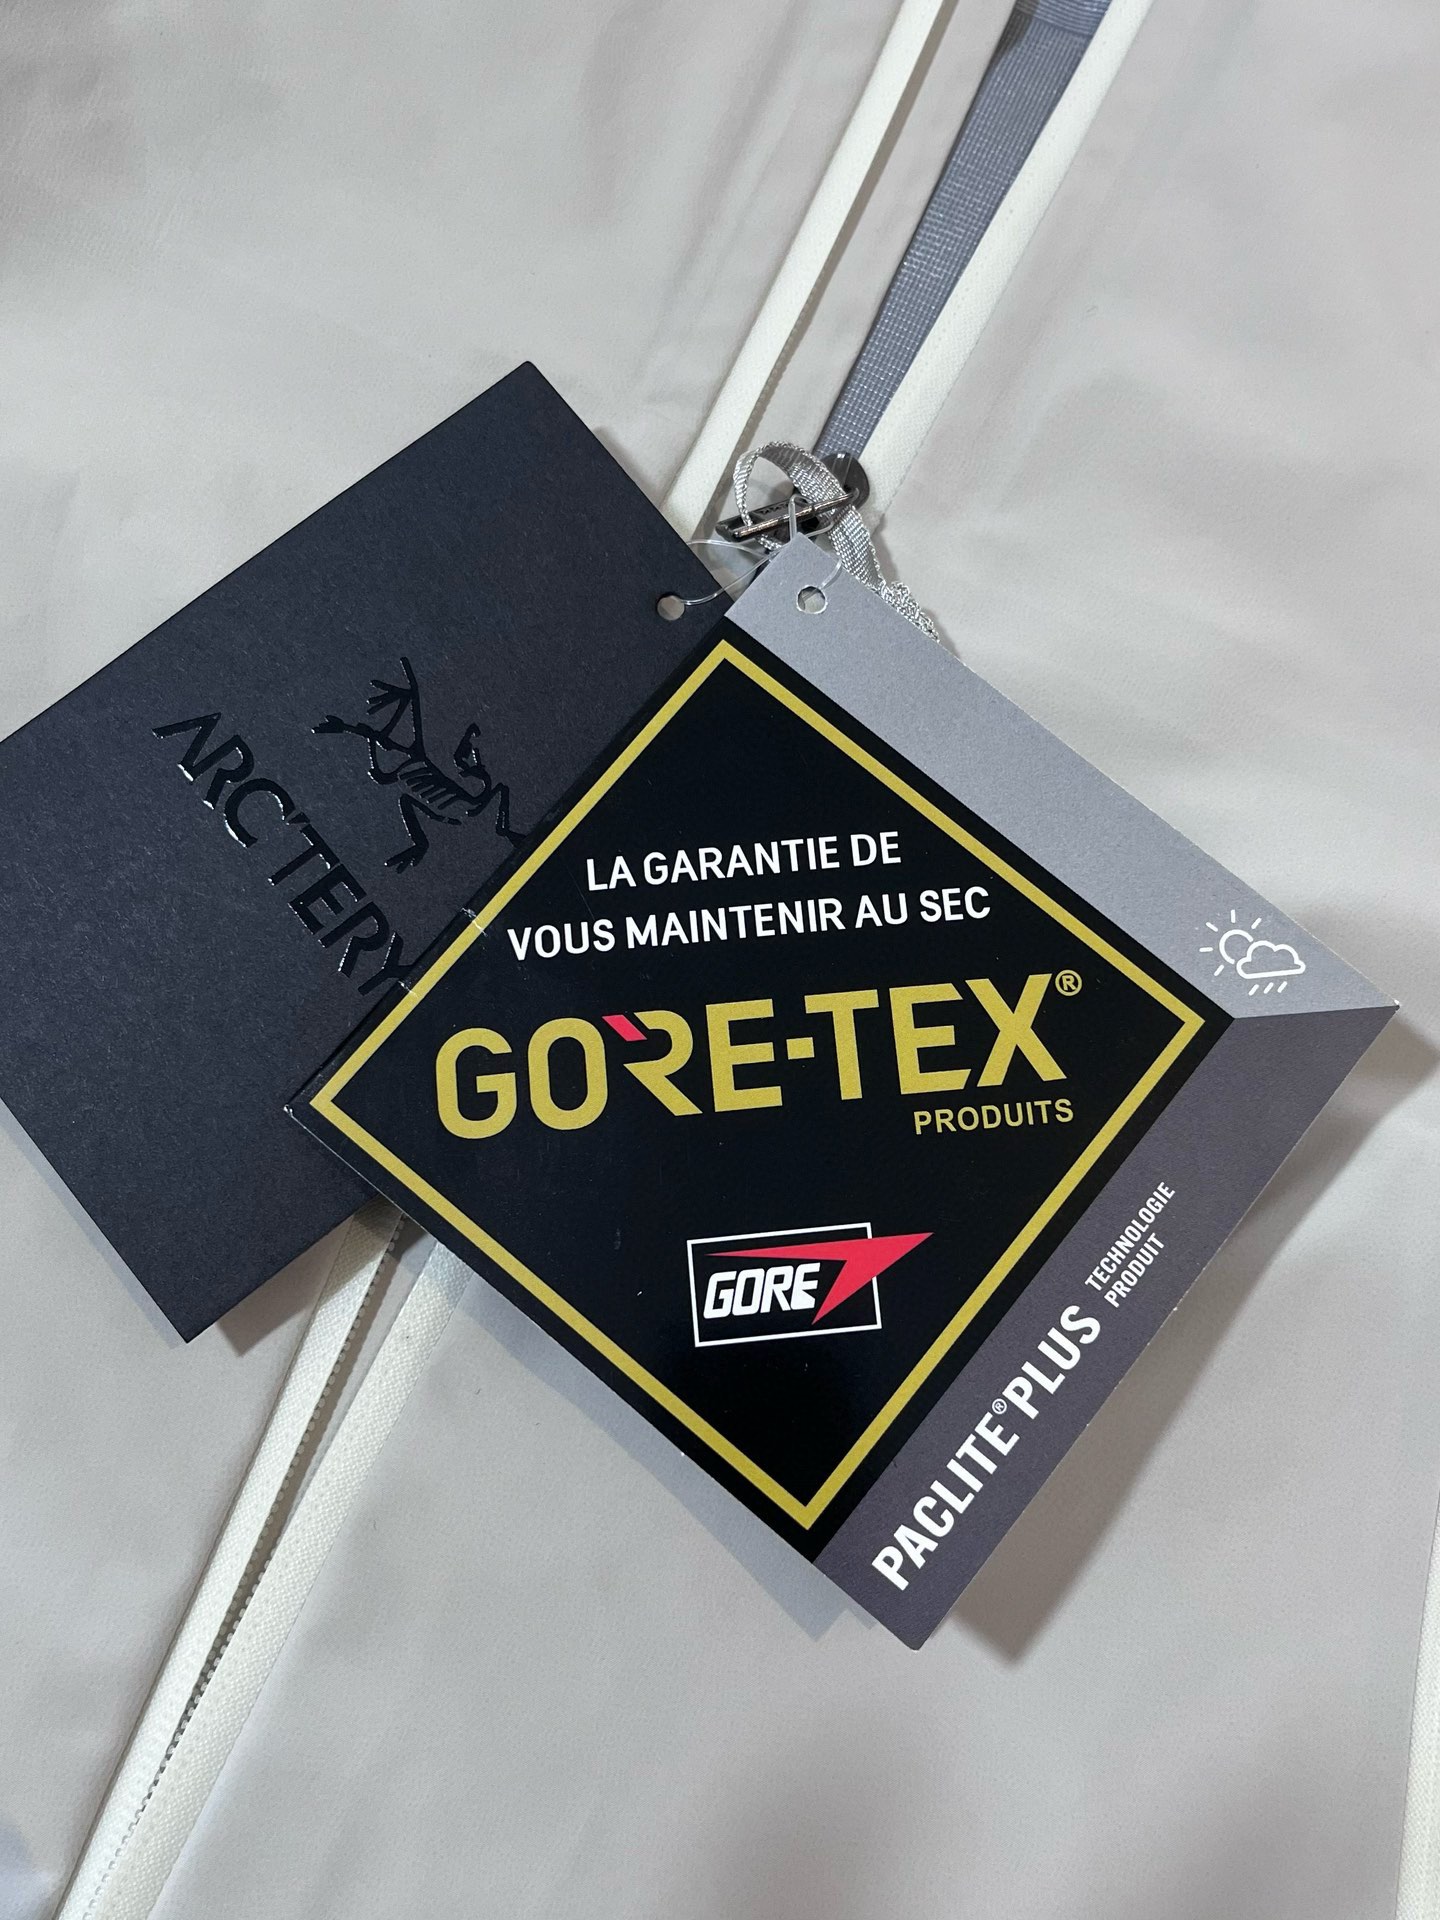 ARC'TERY
LA GARANTIE DE
VOUS MAINTENIR AU SEC
GORE-TEX®
PRODUITS
GORE
PACLITE® PLUS
TECHNOLOGIE
PRODUIT